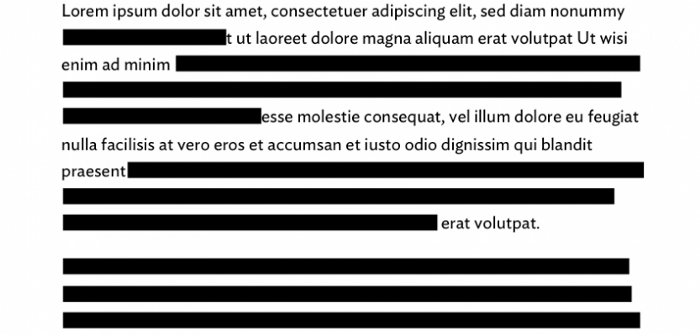 Lorem ipsum dolor sit amet, consectetuer adipiscing elit, sed diam nonummy
t ut laoreet dolore magna aliquam erat volutpat Ut wisi
enim ad minim
esse molestie consequat, vel illum dolore eu feugiat
nulla facilisis at vero eros et accumsan et iusto odio dignissim qui blandit
praesent
erat volutpat.